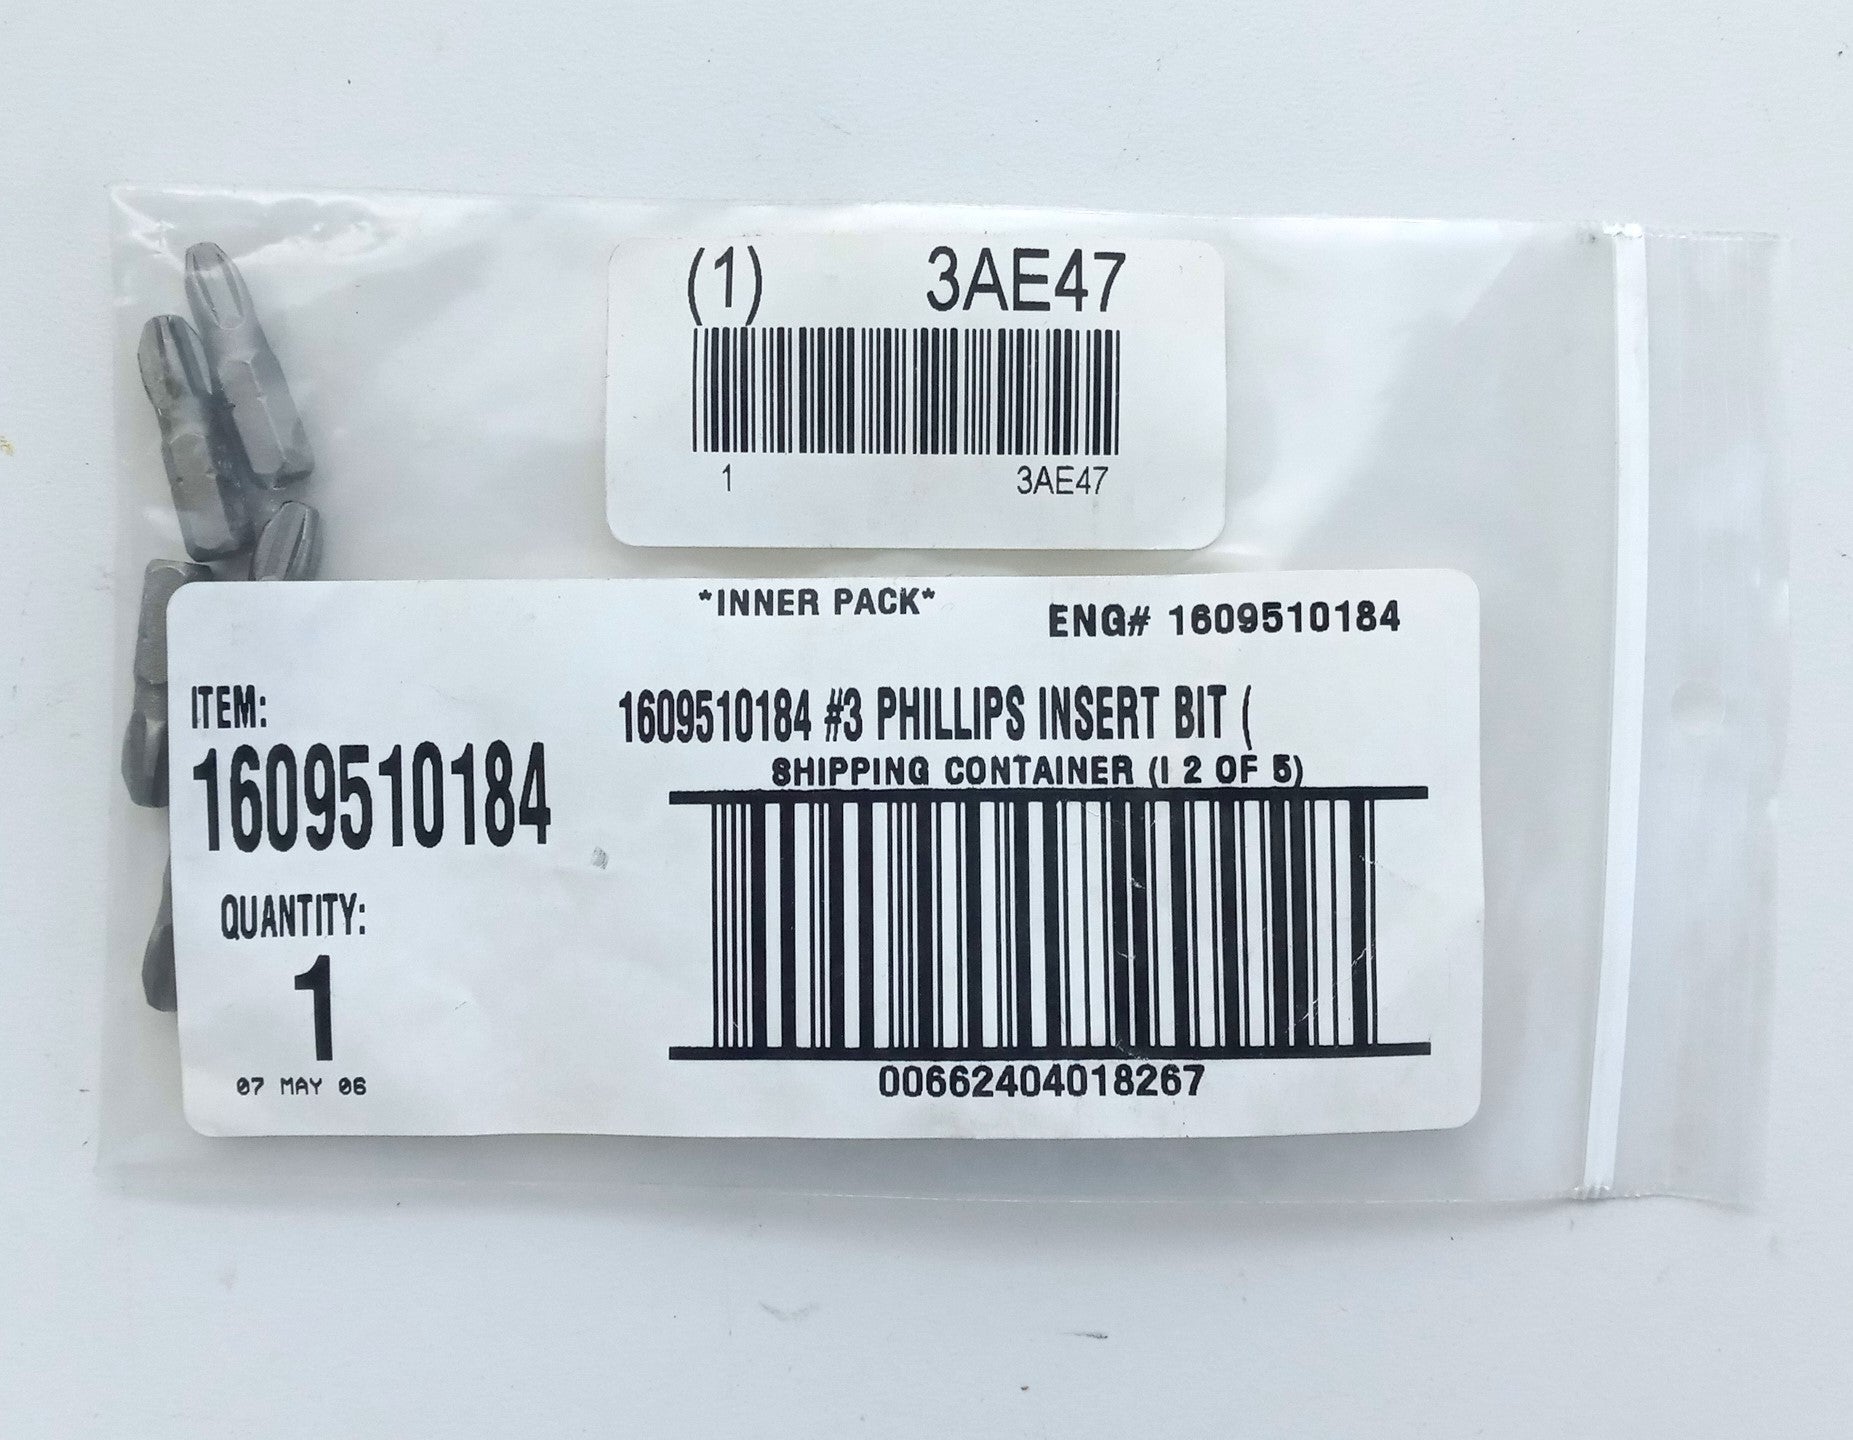 (1) 3AE47
1 3AE47
*INNER PACK*
ENG# 1609510184
ITEM:
1609510184
1609510184 #3 PHILLIPS INSERT BIT (
SHIPPING CONTAINER (I 2 OF 5)
QUANTITY:
1
07 MAY 06
00662404018267